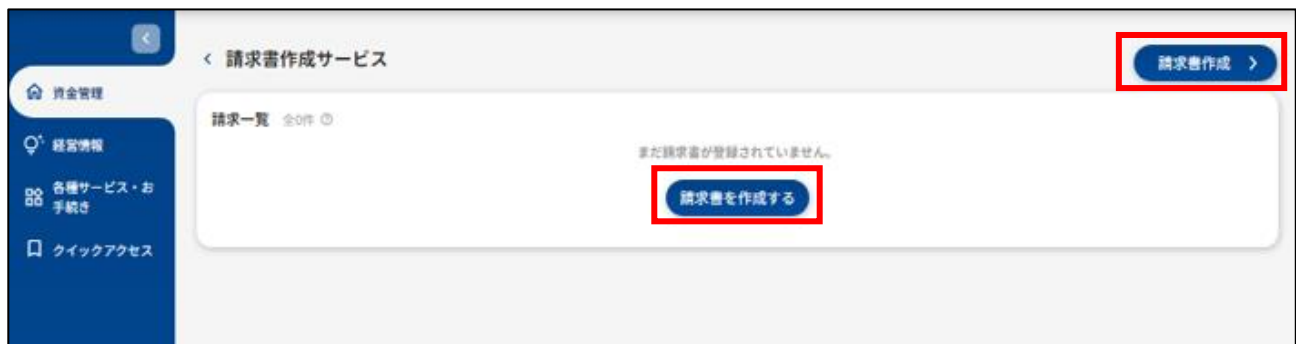 請求書作成サービス
請求書作成
資金管理
請求一覧 全0件
まだ請求書が登録されていません。
経営情報
請求書を作成する
各種サービス・お
手続き
クイックアクセス